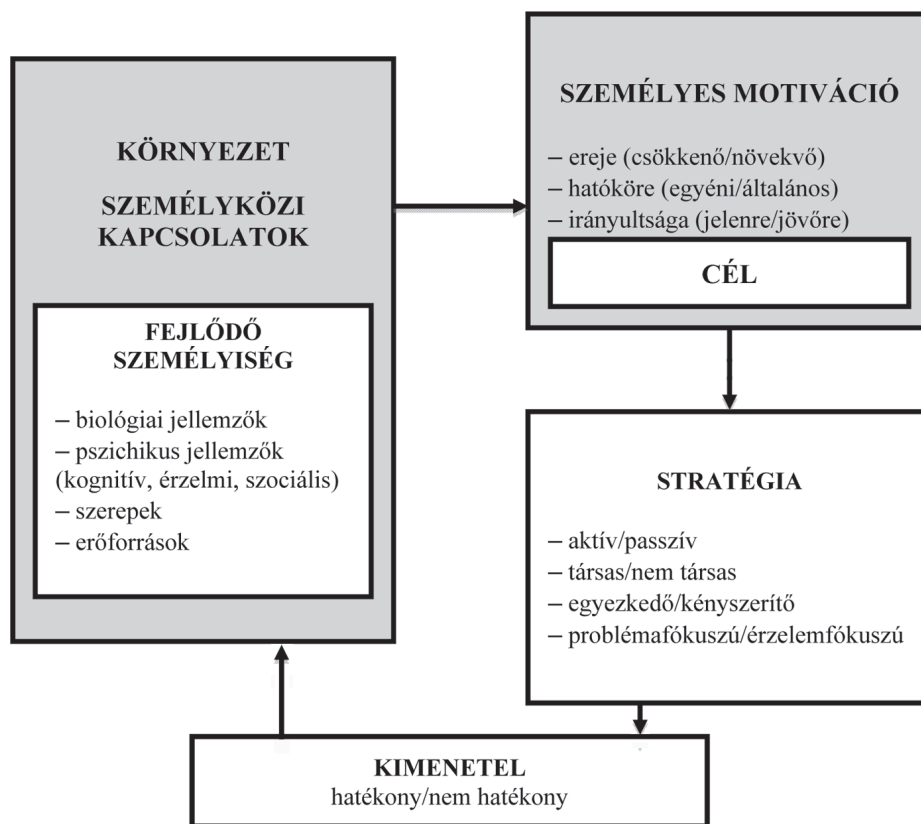 KÖRNYEZET
SZEMÉLYKÖZI
KAPCSOLATOK
FEJLŐDŐ
SZEMÉLYISÉG
– biológiai jellemzők
– pszichikus jellemzők
(kognitív, érzelmi, szociális)
– szerepek
– erőforrások
SZEMÉLYES MOTIVÁCIÓ
– ereje (csökkenő/növekvő)
– hatóköre (egyéni/általános)
– irányultsága (jelenre/jövőre)
CÉL
STRATÉGIA
– aktív/passzív
– társas/nem társas
– egyezkedő/kényszerítő
– problémafókuszú/érzelemfókuszú
KIMENETEL
hatékony/nem hatékony